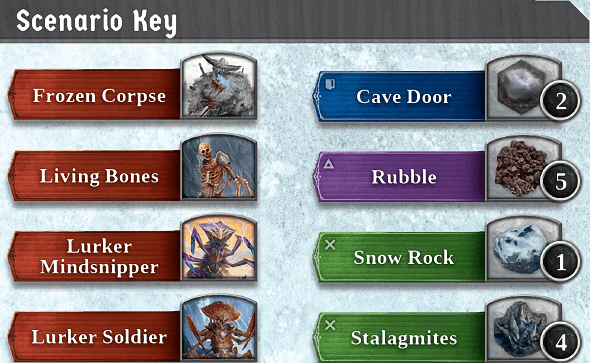 Scenario Key
Frozen Corpse
Living Bones
Lurker
Mindsnipper
Lurker Soldier
Cave Door
2
Rubble
5
Snow Rock
1
Stalagmites
4